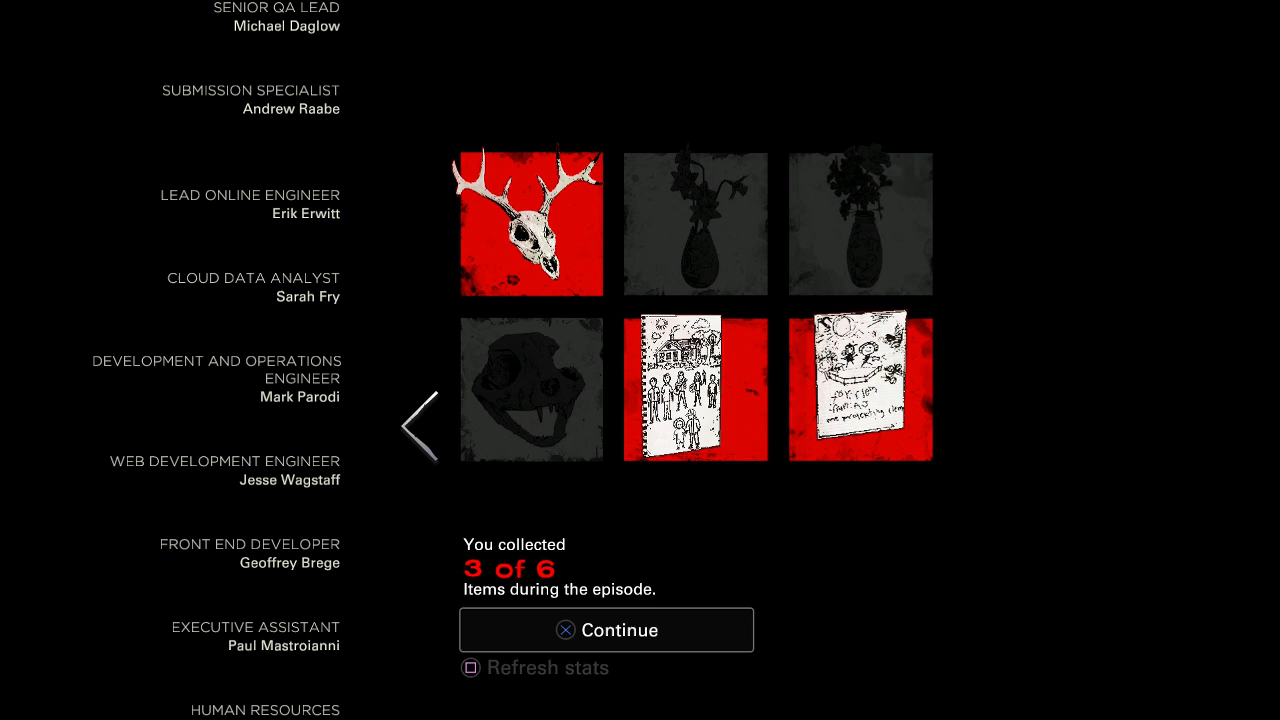 SENIOR QA LEAD
Michael Daglow
SUBMISSION SPECIALIST
Andrew Raabe
LEAD ONLINE ENGINEER
Erik Erwitt
CLOUD DATA ANALYST
Sarah Fry
DEVELOPMENT AND OPERATIONS
ENGINEER
Mark Parodi
WEB DEVELOPMENT ENGINEER
Jesse Wagstaff
FRONT END DEVELOPER
Geoffrey Brege
EXECUTIVE ASSISTANT
Paul Mastroianni
HUMAN RESOURCES
You collected
3 of 6
Items during the episode.
Continue
Refresh stats